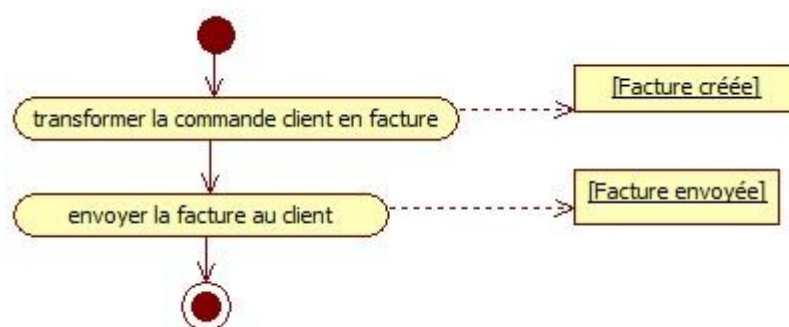 [Facture créée]
transformer la commande client en facture
[Facture envoyée]
envoyer la facture au client